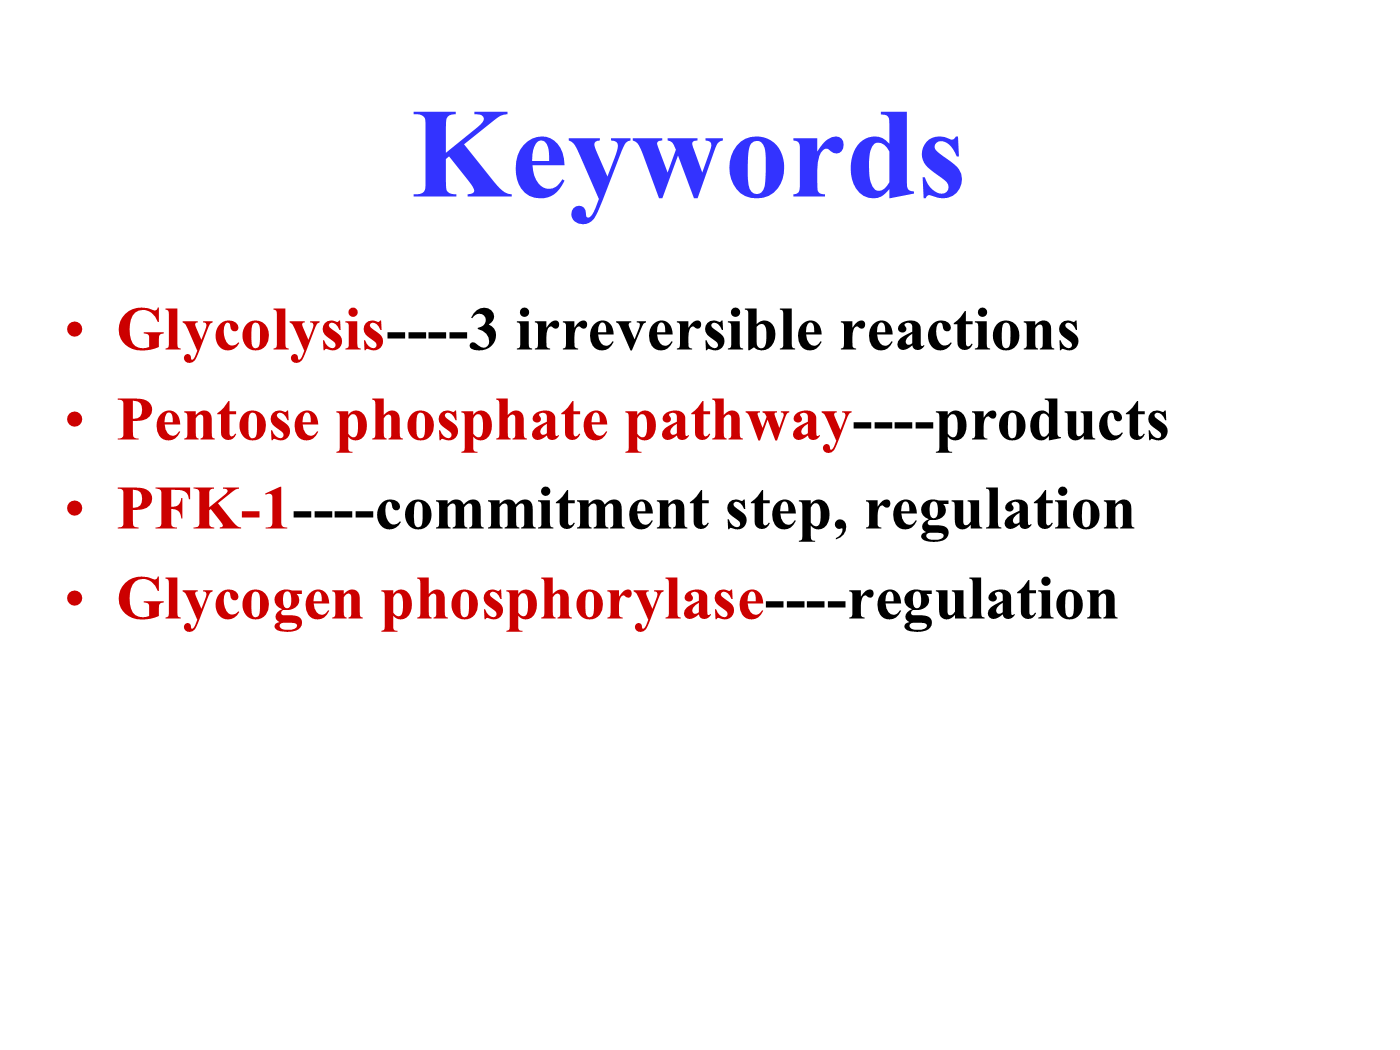 Keywords
• Glycolysis----3 irreversible reactions
• Pentose phosphate pathway----products
• PFK-1----commitment step, regulation
• Glycogen phosphorylase----regulation